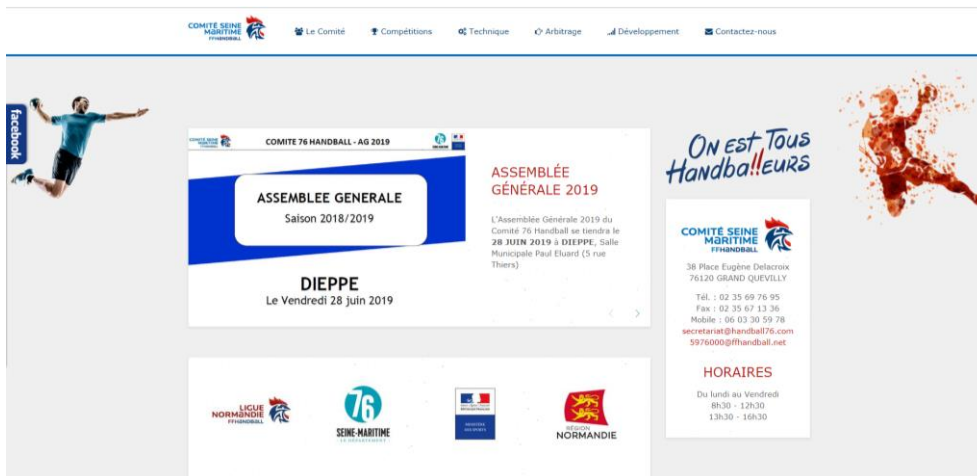 COMITÉ SEINE
MARITIME
FFHANDBALL
Le Comité
Compétitions
Technique
Arbitrage
Développement
Contactez-nous
facebook
COMITE 76 HANDBALL - AG 2019
ASSEMBLEE GENERALE
Saison 2018/2019
DIEPPE
Le Vendredi 28 juin 2019
ASSEMBLÉE
GÉNÉRALE 2019
L'Assemblée Générale 2019 du
Comité 76 Handball se tiendra le
28 JUIN 2019 à DIEPPE, Salle
Municipale Paul Eluard (5 rue
Thiers)
ON EST TOUS
HANDBALLEURS
COMITÉ SEINE
MARITIME
FFHANDBALL
38 Place Eugène Delacroix
76120 GRAND QUEVILLY
Tél. : 02 35 69 76 95
Fax : 02 35 67 13 36
Mobile : 06 03 30 59 78
secretariat@handball76.com
5976000@ffhandball.net
HORAIRES
Du lundi au Vendredi
8h30 - 12h30
13h30 - 16h30
LIGUE
NORMANDIE
FFHANDBALL
76
SEINE-MARITIME
LE DÉPARTEMENT
MINISTÈRE
DES SPORTS
RÉGION
NORMANDIE